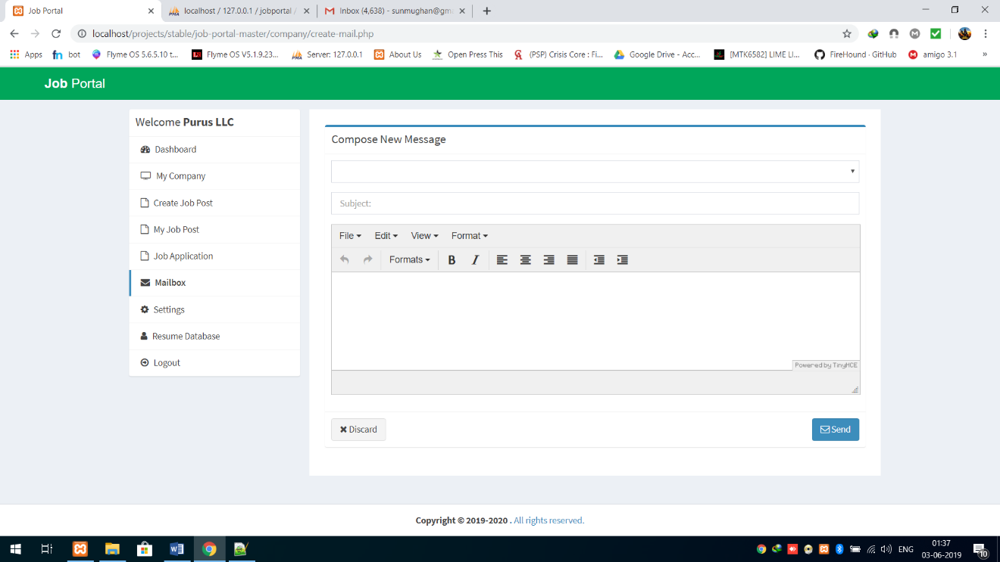 Job Portal
localhost / 127.0.0.1 / jobportal /
Inbox (4,638) - sunmughan@gm
localhost/projects/stable/job-portal-master/company/create-mail.php
Apps
bot
Flyme OS 5.6.5.10 t...
Flyme OS V5.1.9.23...
Server: 127.0.0.1
About Us
Open Press This
(PSP) Crisis Core : Fi...
Google Drive - Acc...
[MTK6582] LIME LI...
FireHound · GitHub
amigo 3.1
»
Job Portal
Welcome Purus LLC
Dashboard
My Company
Create Job Post
My Job Post
Job Application
Mailbox
Settings
Resume Database
Logout
Compose New Message
Subject:
File
Edit
View
Format
Formats
B
I
Powered by TinyMCE
Discard
Send
Copyright © 2019-2020 . All rights reserved.
ENG
01:37
03-06-2019
10